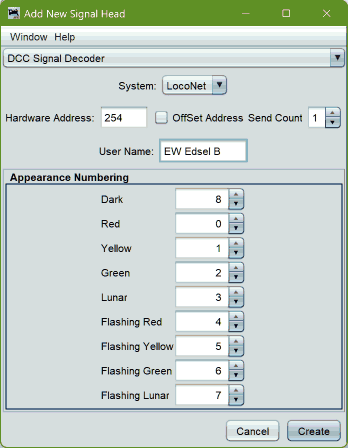 Add New Signal Head
Window Help
DCC Signal Decoder
System: LocoNet
Hardware Address: 254 OffSet Address Send Count 1
User Name: EW Edsel B
Appearance Numbering
Dark 8
Red 0
Yellow 1
Green 2
Lunar 3
Flashing Red 4
Flashing Yellow 5
Flashing Green 6
Flashing Lunar 7
Cancel Create